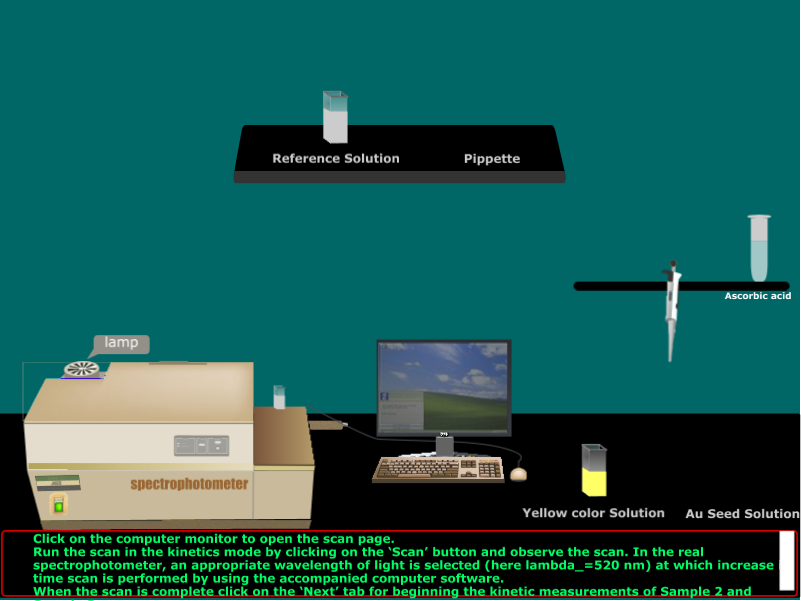 Reference Solution
Pippette
Ascorbic acid
lamp
spectrophotometer
Yellow color Solution
Au Seed Solution
Click on the computer monitor to open the scan page.
Run the scan in the kinetics mode by clicking on the ‘Scan’ button and observe the scan. In the real
spectrophotometer, an appropriate wavelength of light is selected (here lambda_=520 nm) at which increase
time scan is performed by using the accompanied computer software.
When the scan is complete click on the ‘Next’ tab for beginning the kinetic measurements of Sample 2 and